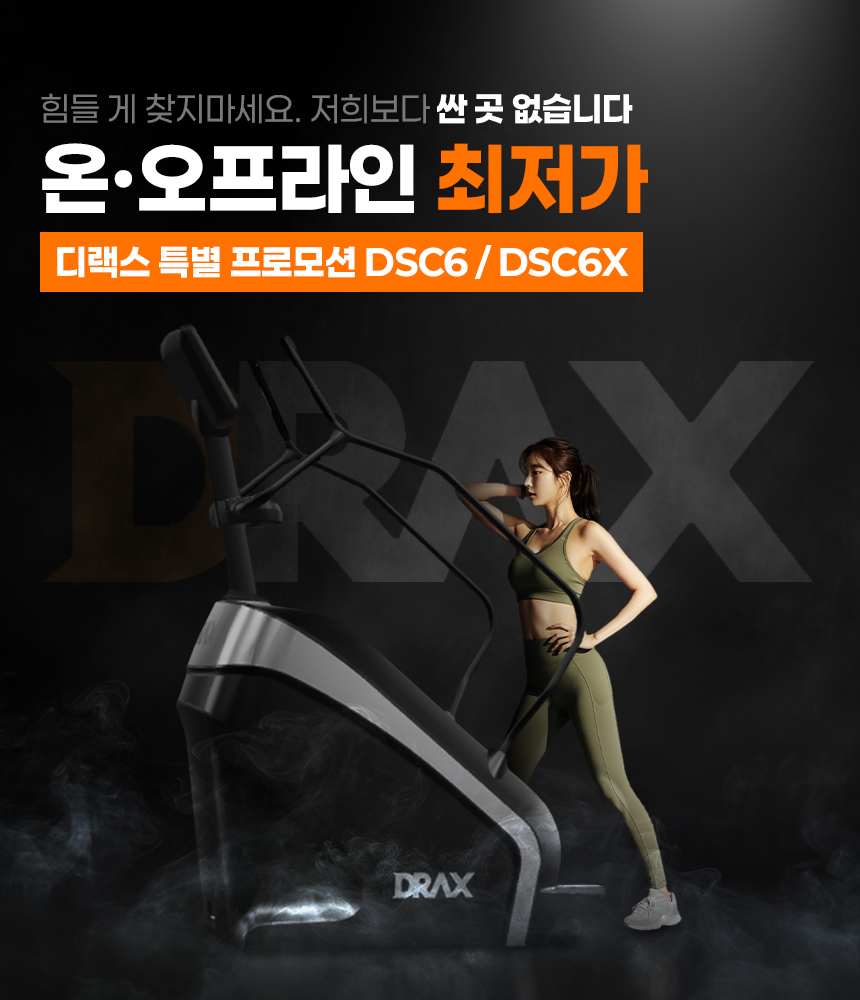 힘들 게 찾지마세요. 저희보다 싼 곳 없습니다
온·오프라인 최저가
디랙스 특별 프로모션 DSC6 / DSC6X
DRAX
DRAX